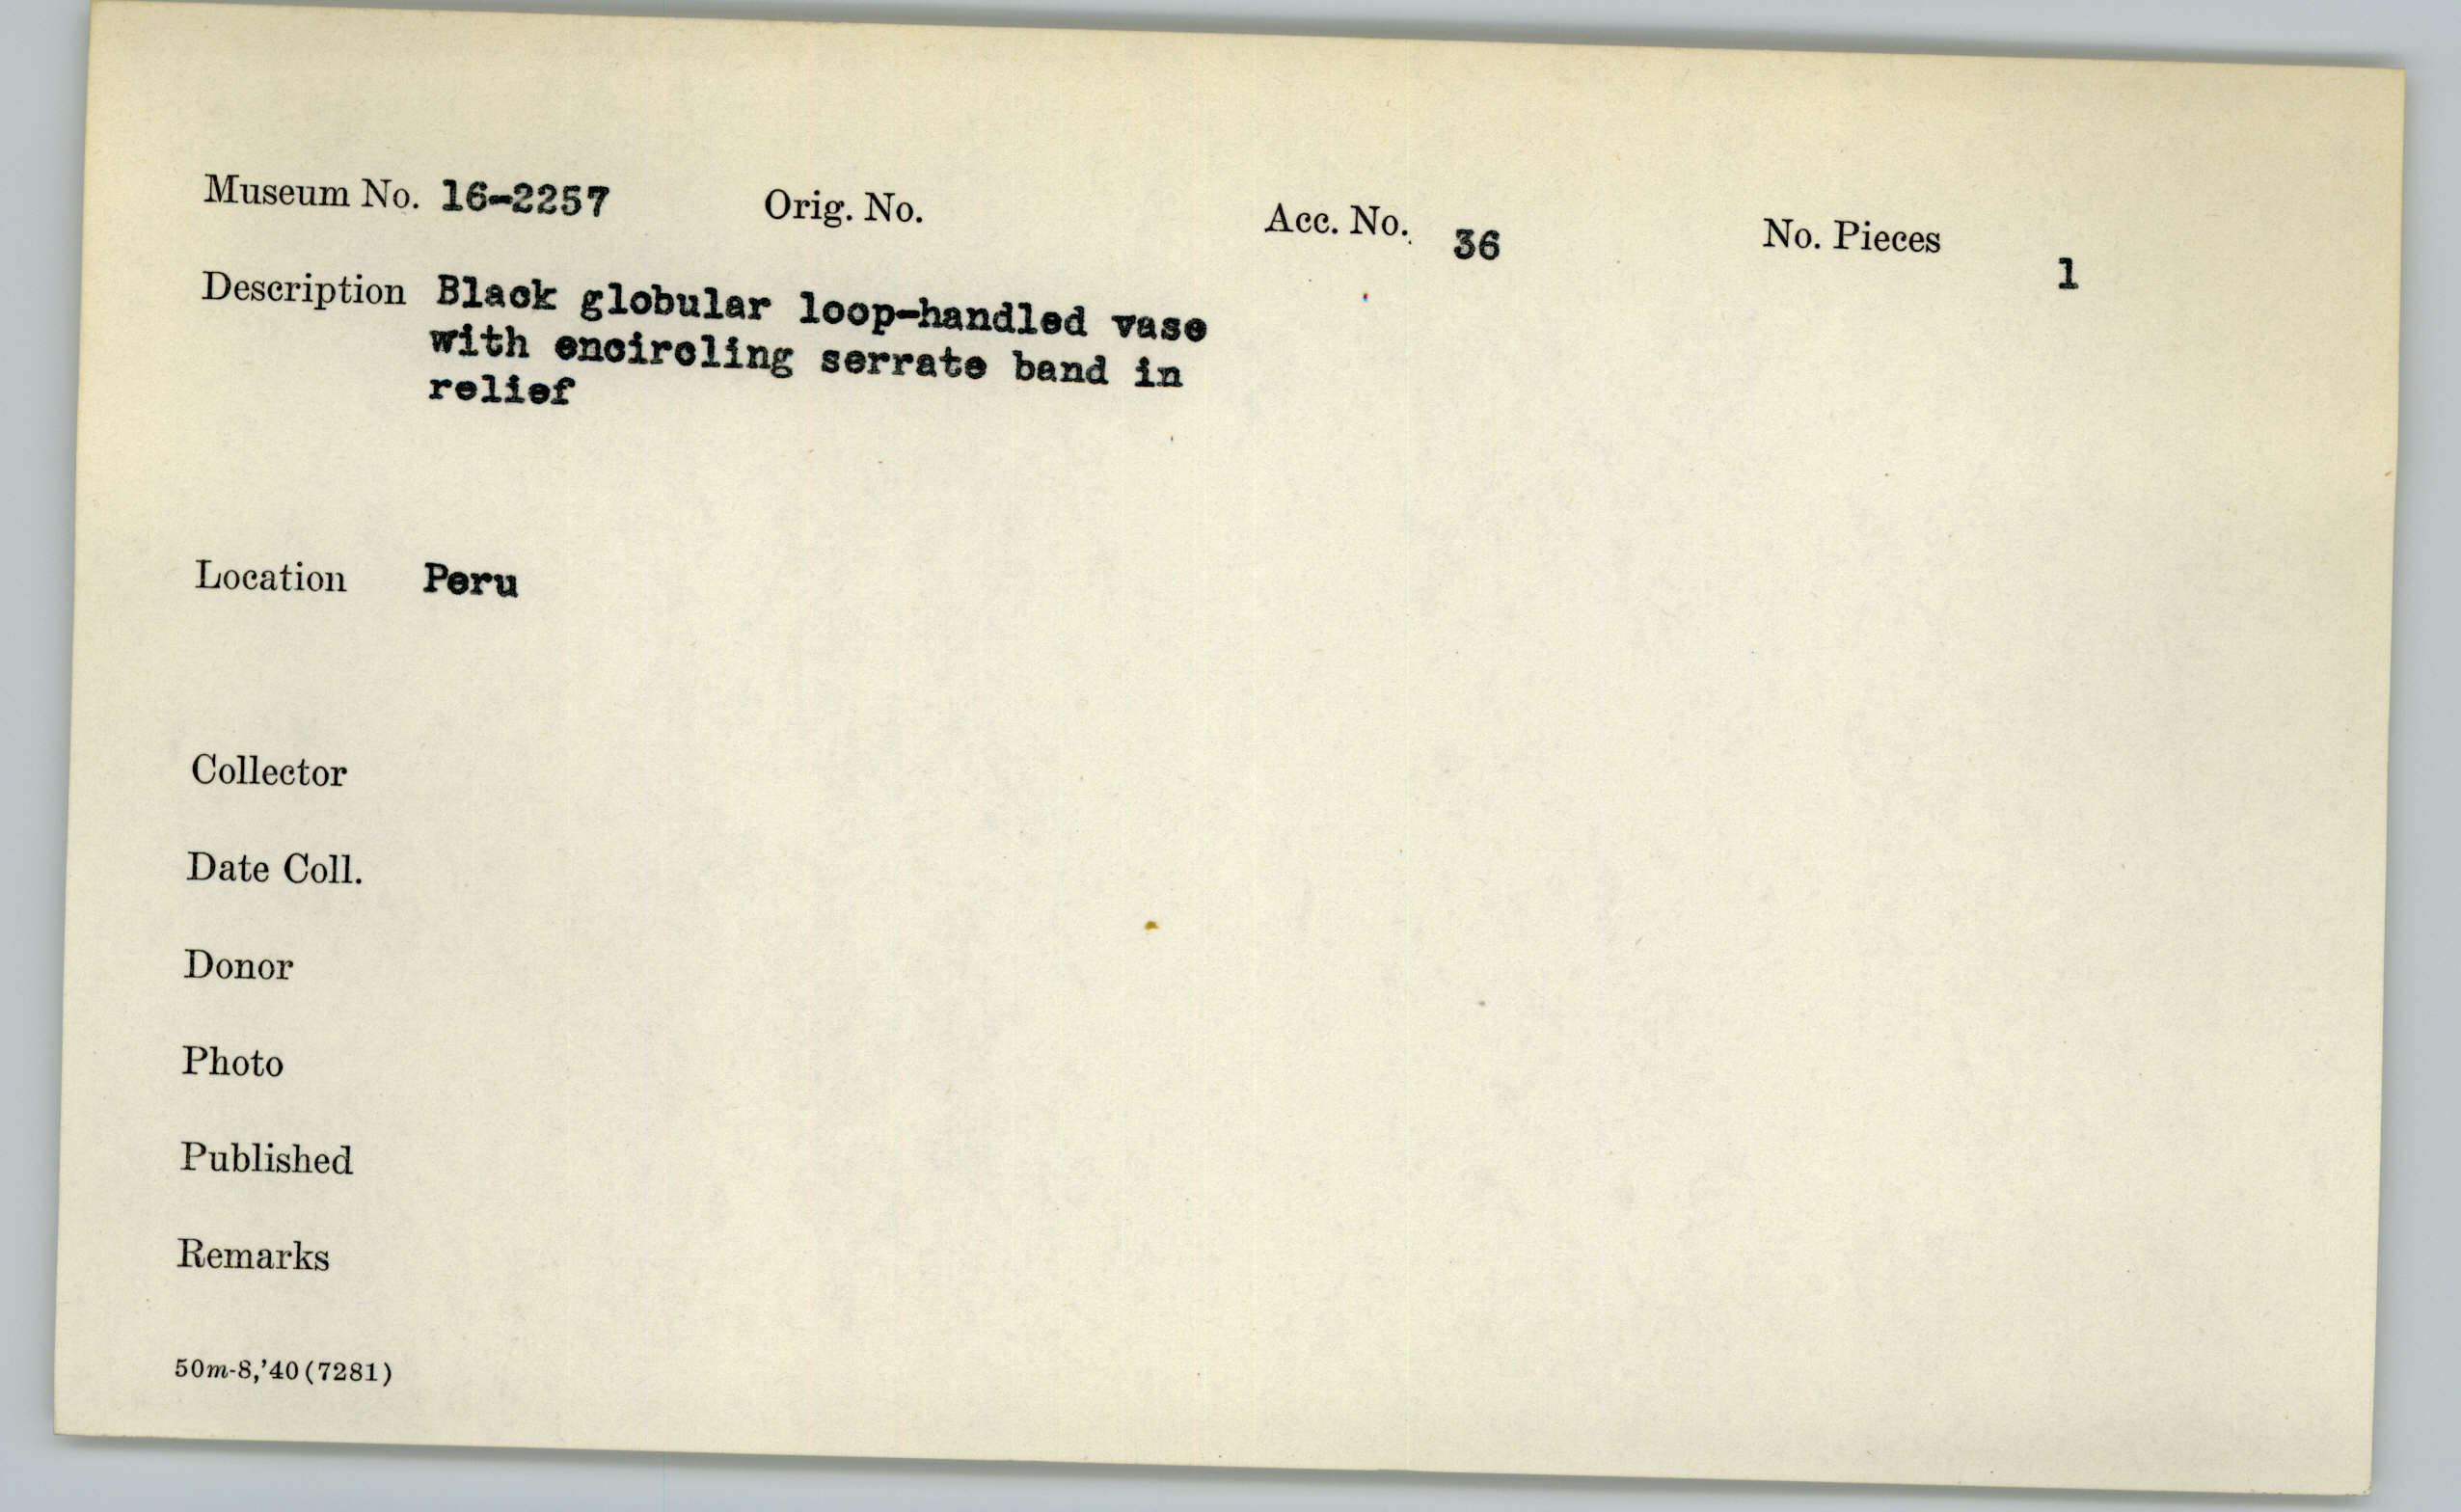 Museum No. 16-2257 Orig. No. Acc. No. 36 No. Pieces 1
Description Black globular loop-handled vase
with encircling serrate band in
relief
Location Peru
Collector
Date Coll.
Donor
Photo
Published
Remarks
50m-8,'40(7281)